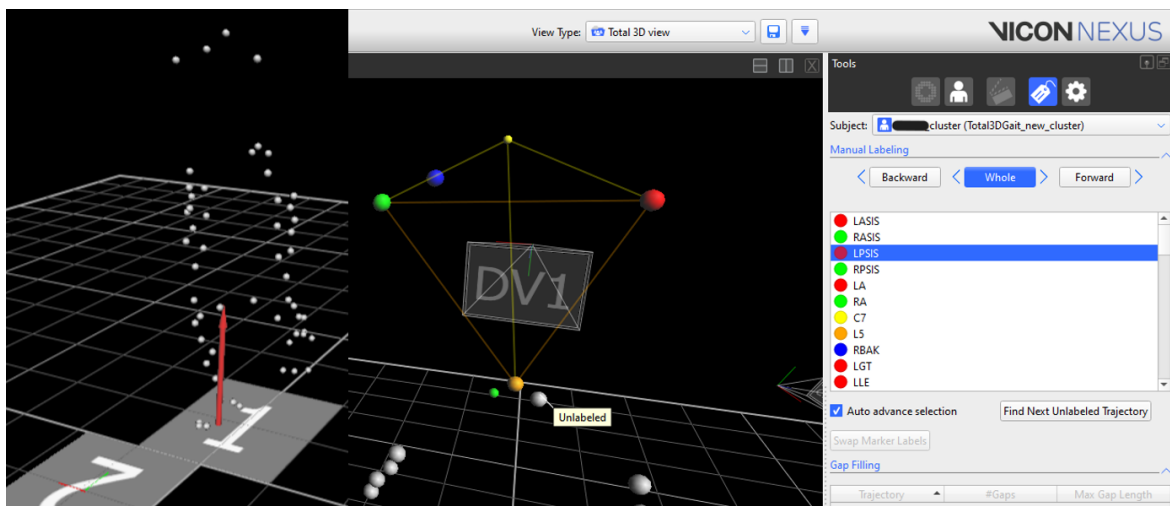 View Type: Total 3D view
VICON NEXUS
Tools
Subject: _cluster (Total3DGait_new_cluster)
Manual Labeling
Backward Whole Forward
LASIS
RASIS
LPSIS
RPSIS
LA
RA
C7
L5
RBAK
LGT
LLE
Auto advance selection Find Next Unlabeled Trajectory
Swap Marker Labels
Gap Filling
Trajectory #Gaps Max Gap Length
DV1
Unlabeled
1
2